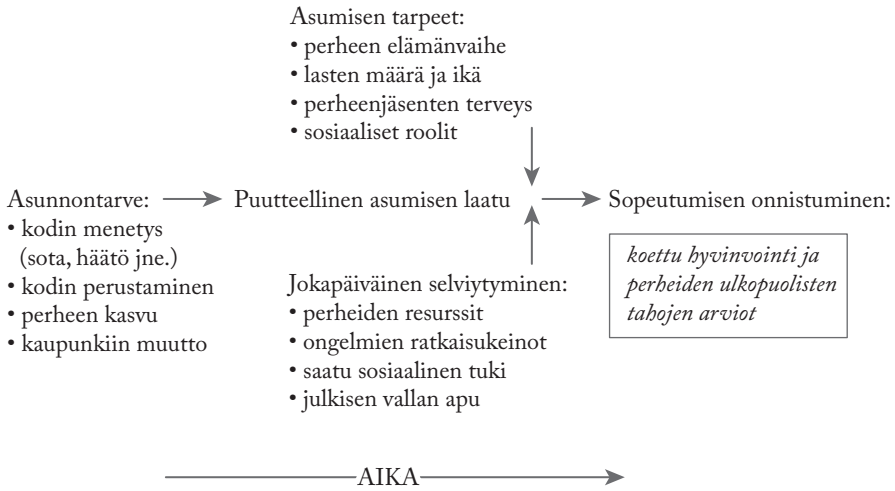 Asumisen tarpeet:
• perheen elämänvaihe
• lasten määrä ja ikä
• perheenjäsenten terveys
• sosiaaliset roolit
Asunnontarve:
• kodin menetys
(sota, häätö jne.)
• kodin perustaminen
• perheen kasvu
• kaupunkiin muutto
Puutteellinen asumisen laatu
Jokapäiväinen selviytyminen:
• perheiden resurssit
• ongelmien ratkaisukeinot
• saatu sosiaalinen tuki
• julkisen vallan apu
Sopeutumisen onnistuminen:
koettu hyvinvointi ja
perheiden ulkopuolisten
tahojen arviot
AIKA